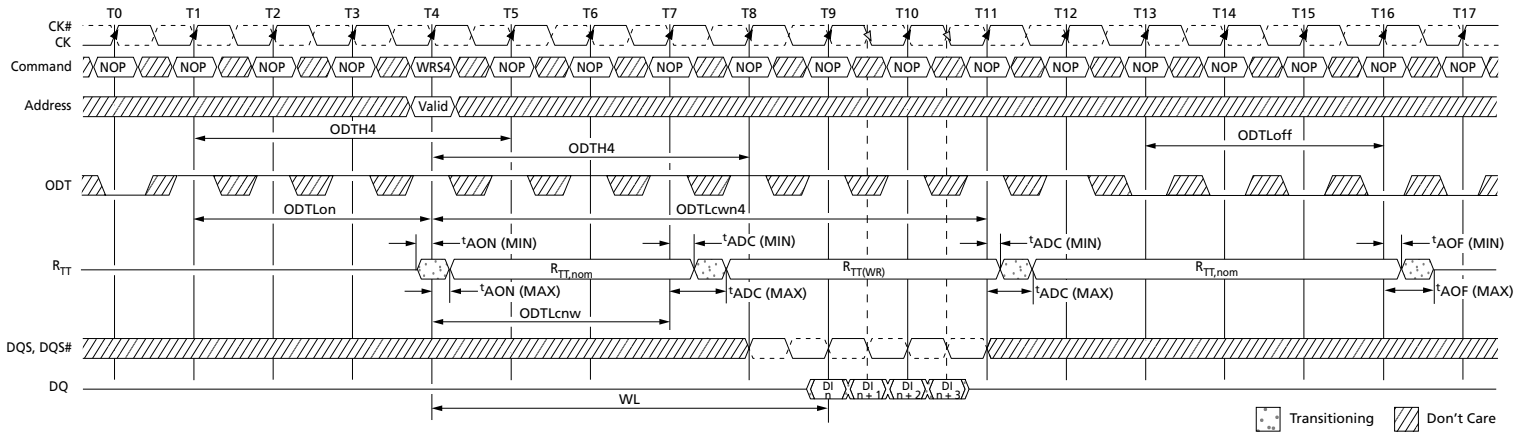 T0 T1 T2 T3 T4 T5 T6 T7 T8 T9 T10 T11 T12 T13 T14 T15 T16 T17
CK#
CK
Command NOP NOP NOP NOP WRS4 NOP NOP NOP NOP NOP NOP NOP NOP NOP NOP NOP NOP NOP
Address Valid
ODTH4 ODTLoff
ODTH4
ODT
ODTLon ODTLcwn4
tAON (MIN) tADC (MIN) tADC (MIN) tAOF (MIN)
RTT RTT,nom RTT(WR) RTT,nom
tAON (MAX) tADC (MAX) tADC (MAX) tAOF (MAX)
ODTLcnw
DQS, DQS#
DQ DI n DI n + 1 DI n + 2 DI n + 3
WL
Transitioning Don't Care